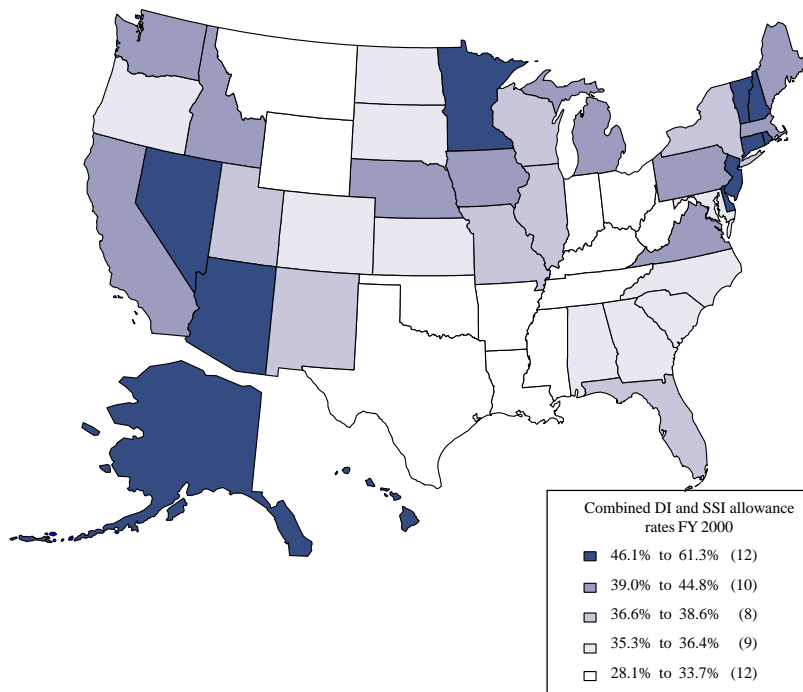 Combined DI and SSI allowance
rates FY 2000
46.1% to 61.3% (12)
39.0% to 44.8% (10)
36.6% to 38.6% (8)
35.3% to 36.4% (9)
28.1% to 33.7% (12)